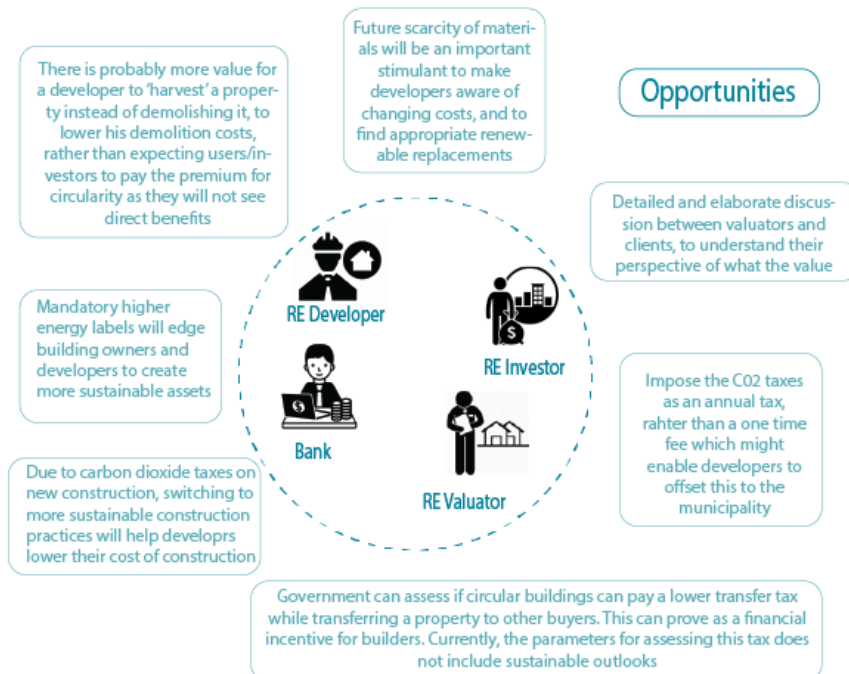 Future scarcity of materi-
als will be an important
stimulant to make
developers aware of
changing costs, and to
find appropriate renew-
able replacements
There is probably more value for
a developer to 'harvest' a prop-
erty instead of demolishing it, to
lower his demolition costs,
rather than expecting users/in-
vestors to pay the premium for
circularity as they will not see
direct benefits
Opportunities
Detailed and elaborate discus-
sion between valuators and
clients, to understand their
perspective of what the value
RE Developer
RE Investor
Mandatory higher
energy labels will edge
building owners and
developers to create
more sustainable assets
Bank
RE Valuator
Impose the C02 taxes
as an annual tax,
rahter than a one time
fee which might
enable developers to
offset this to the
municipality
Due to carbon dioxide taxes on
new construction, switching to
more sustainable construction
practices will help developrs
lower their cost of construction
Government can assess if circular buildings can pay a lower transfer tax
while transferring a property to other buyers. This can prove as a financial
incentive for builders. Currently, the parameters for assessing this tax does
not include sustainable outlooks